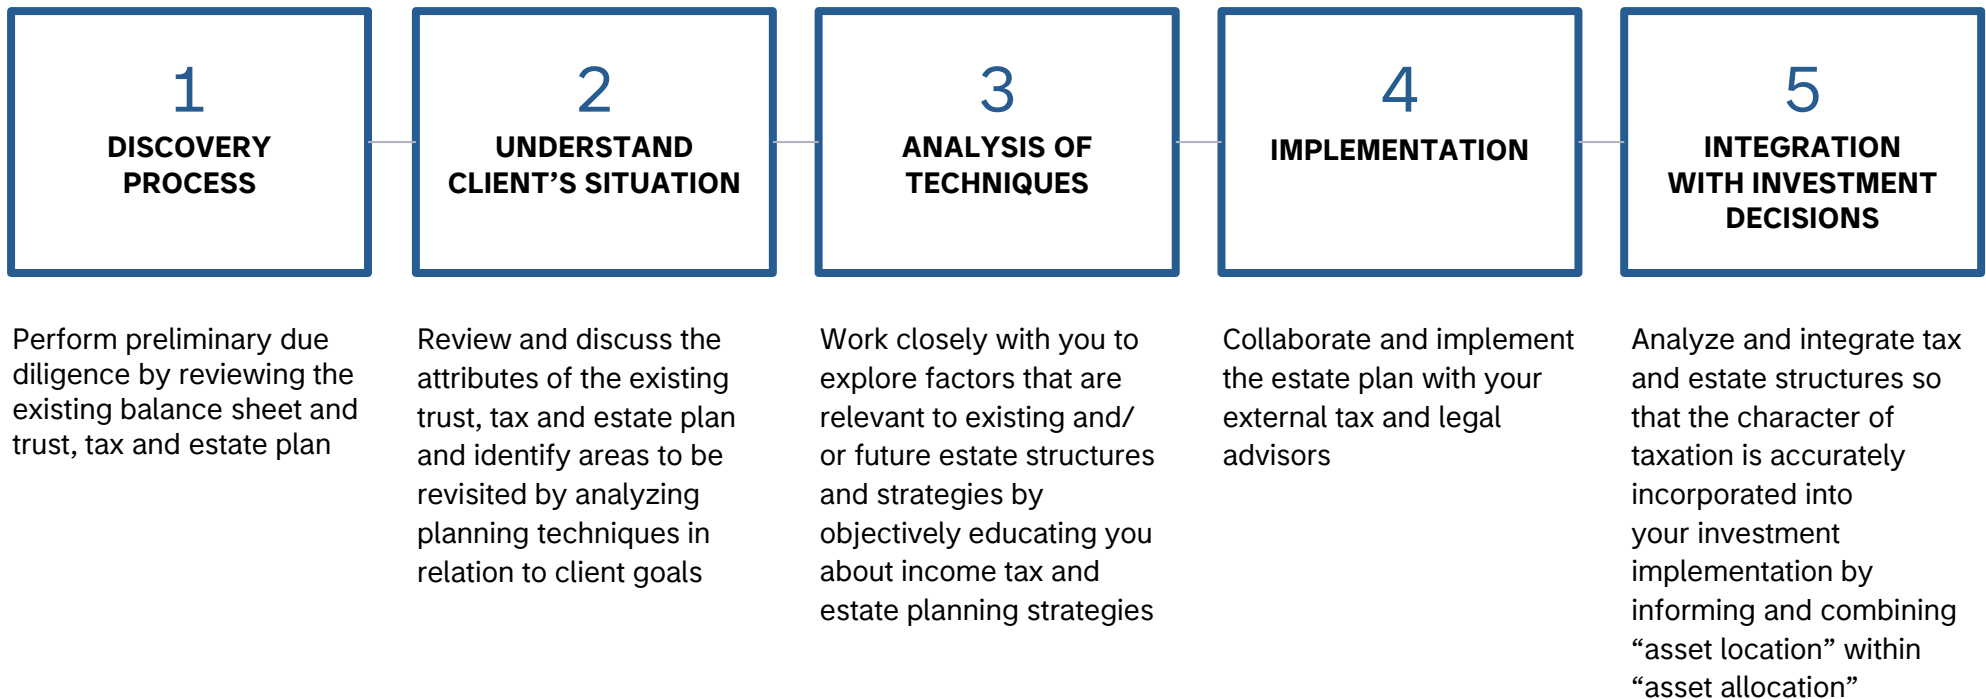 1
DISCOVERY
PROCESS
Perform preliminary due
diligence by reviewing the
existing balance sheet and
trust, tax and estate plan
2
UNDERSTAND
CLIENT’S SITUATION
Review and discuss the
attributes of the existing
trust, tax and estate plan
and identify areas to be
revisited by analyzing
planning techniques in
relation to client goals
3
ANALYSIS OF
TECHNIQUES
Work closely with you to
explore factors that are
relevant to existing and/
or future estate structures
and strategies by
objectively educating you
about income tax and
estate planning strategies
4
IMPLEMENTATION
Collaborate and implement
the estate plan with your
external tax and legal
advisors
5
INTEGRATION
WITH INVESTMENT
DECISIONS
Analyze and integrate tax
and estate structures so
that the character of
taxation is accurately
incorporated into
your investment
implementation by
informing and combining
“asset location” within
“asset allocation”